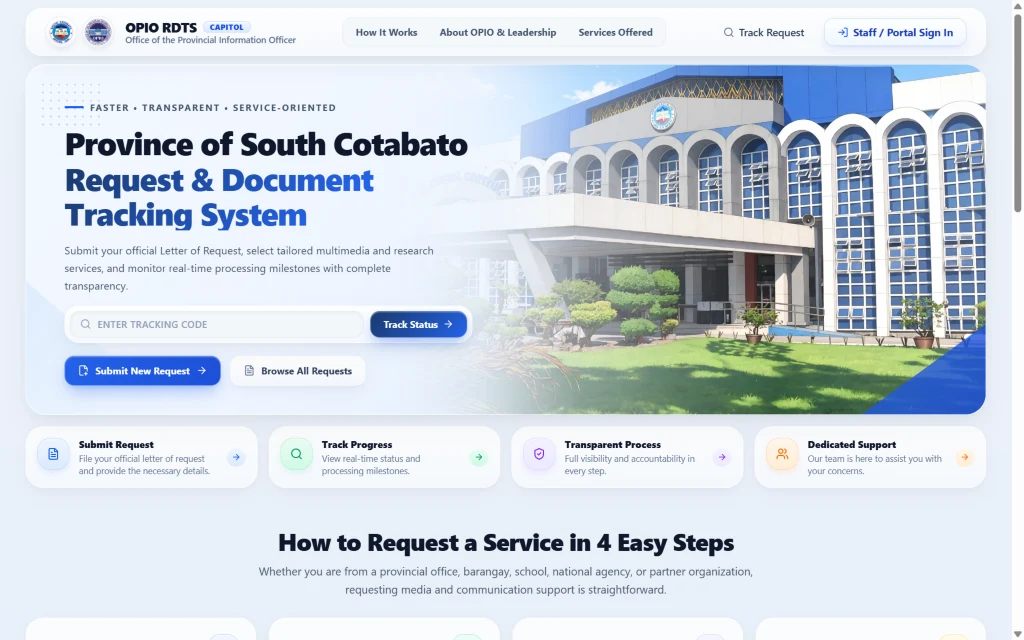 OPIO RDTS CAPITOL
Office of the Provincial Information Officer
How It Works
About OPIO & Leadership
Services Offered
Track Request
Staff / Portal Sign In
FASTER • TRANSPARENT • SERVICE-ORIENTED
Province of South Cotabato
Request & Document
Tracking System
Submit your official Letter of Request, select tailored multimedia and research
services, and monitor real-time processing milestones with complete
transparency.
ENTER TRACKING CODE
Track Status
Submit New Request
Browse All Requests
Submit Request
File your official letter of request
and provide the necessary details.
Track Progress
View real-time status and
processing milestones.
Transparent Process
Full visibility and accountability in
every step.
Dedicated Support
Our team is here to assist you with
your concerns.
How to Request a Service in 4 Easy Steps
Whether you are from a provincial office, barangay, school, national agency, or partner organization,
requesting media and communication support is straightforward.